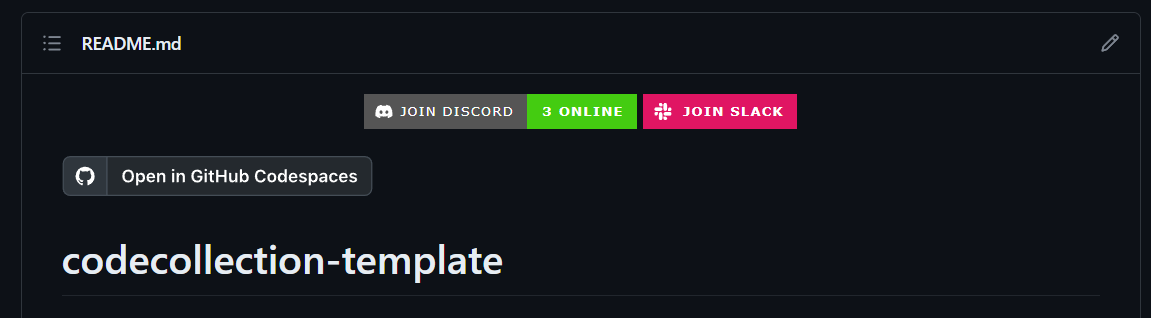 README.md
JOIN DISCORD 3 ONLINE JOIN SLACK
Open in GitHub Codespaces
codecollection-template